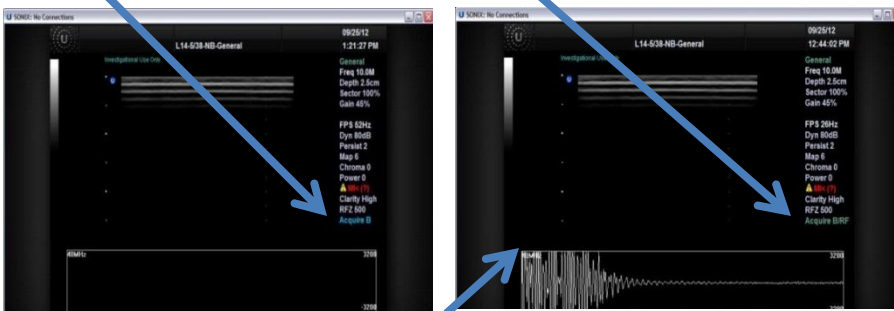 U SONIX: No Connections
09/25/12
L14-5/38-NB-General
1:21:27 PM
Investigational Use Only
General
Freq 10.0M
Depth 2.5cm
Sector 100%
Gain 45%
FPS 52Hz
Dyn 80dB
Persist 2
Map 6
Chroma 0
Power 0
MI< (?)
Clarity High
RFZ 500
Acquire B
40MHz
3200
-3200
U SONIX: No Connections
09/25/12
L14-5/38-NB-General
12:44:02 PM
Investigational
General
Freq 10.0M
Depth 2.5cm
Sector 100%
Gain 45%
FPS 26Hz
Dyn 80dB
Persist 2
Map 6
Chroma 0
Power 0
MI< (?)
Clarity High
RFZ 500
Acquire B/RF
3200